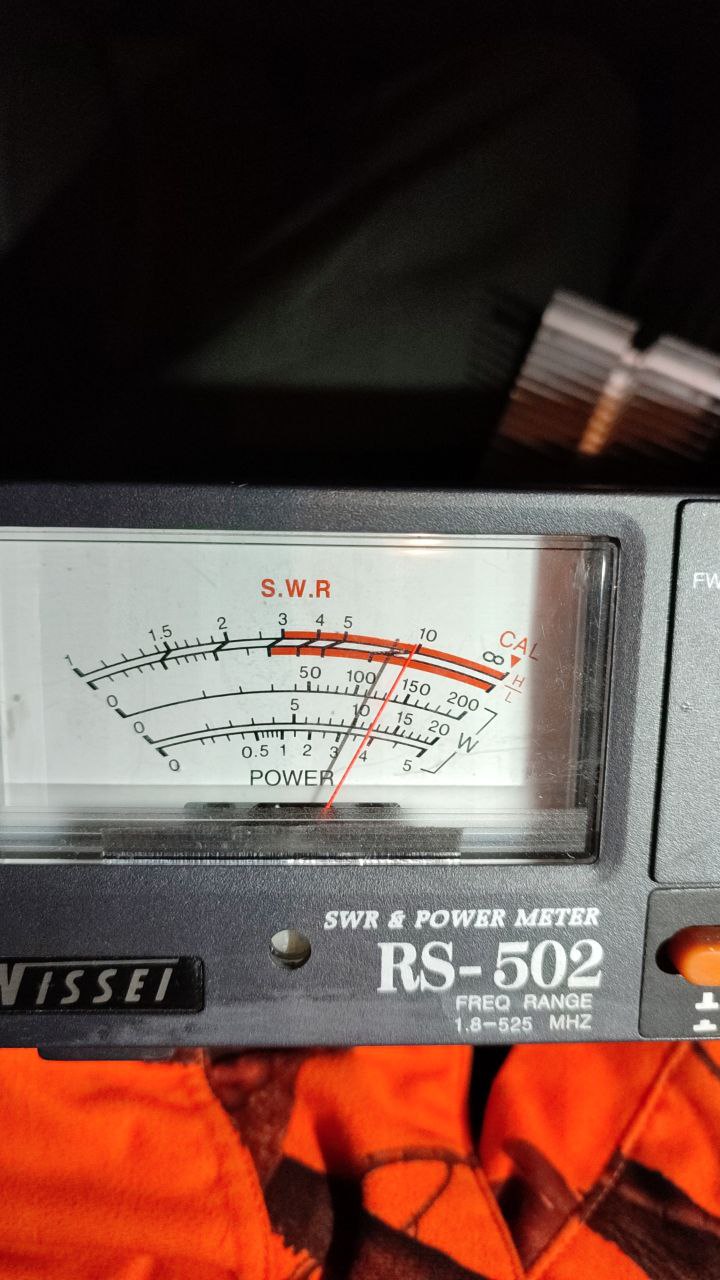 S.W.R
1 1.5 2 3 4 5 10 ∞ CAL
H
L
0 50 100 150 200
0 5 10 15 20 W
0 0.5 1 2 3 4 5
POWER
FW
SWR & POWER METER
NISSEI
RS-502
FREQ RANGE
1.8-525 MHZ